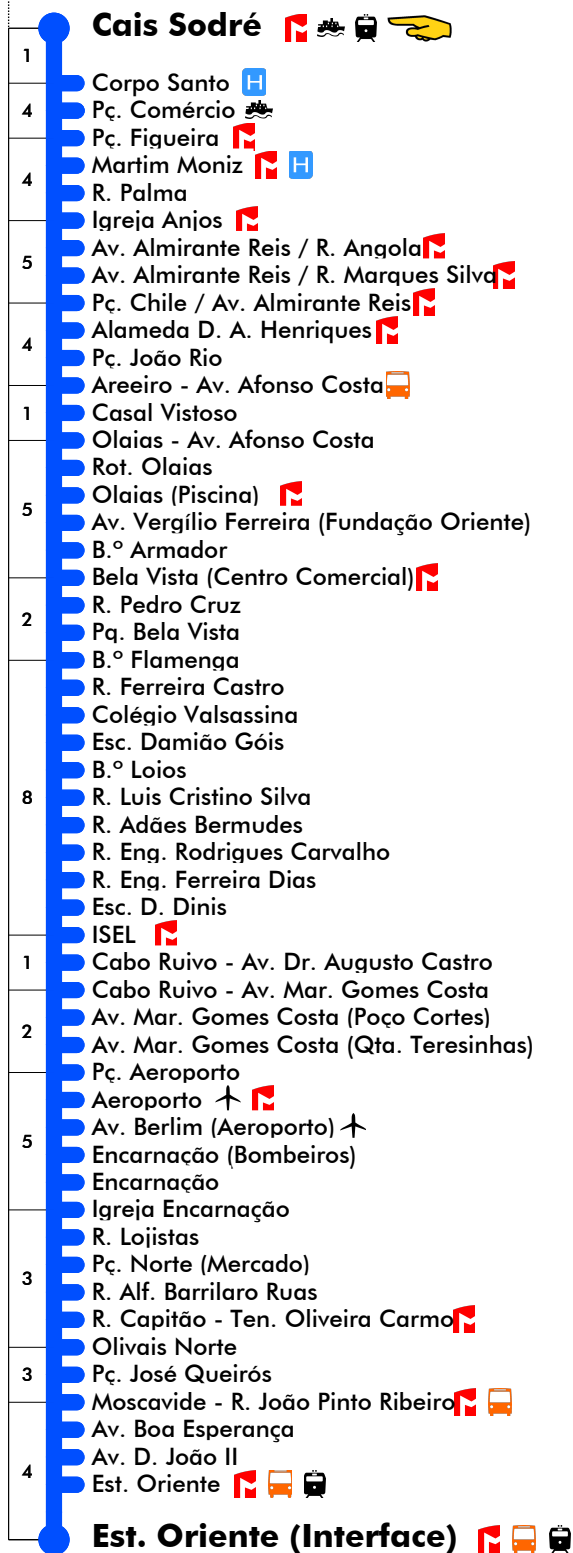 Cais Sodré
1
Corpo Santo H
4 Pç. Comércio
Pç. Figueira
Martim Moniz H
4
R. Palma
Igreja Anjos
Av. Almirante Reis / R. Angola
5
Av. Almirante Reis / R. Marques Silva
Pç. Chile / Av. Almirante Reis
Alameda D. A. Henriques
4
Pç. João Rio
Areeiro - Av. Afonso Costa
1 Casal Vistoso
Olaias - Av. Afonso Costa
Rot. Olaias
Olaias (Piscina)
5
Av. Vergílio Ferreira (Fundação Oriente)
B.º Armador
Bela Vista (Centro Comercial)
R. Pedro Cruz
2
Pq. Bela Vista
B.º Flamenga
R. Ferreira Castro
Colégio Valsassina
Esc. Damião Góis
B.º Loios
8 R. Luis Cristino Silva
R. Adães Bermudes
R. Eng. Rodrigues Carvalho
R. Eng. Ferreira Dias
Esc. D. Dinis
ISEL
1 Cabo Ruivo - Av. Dr. Augusto Castro
Cabo Ruivo - Av. Mar. Gomes Costa
Av. Mar. Gomes Costa (Poço Cortes)
2
Av. Mar. Gomes Costa (Qta. Teresinhas)
Pç. Aeroporto
Aeroporto
Av. Berlim (Aeroporto)
5
Encarnação (Bombeiros)
Encarnação
Igreja Encarnação
R. Lojistas
Pç. Norte (Mercado)
3
R. Alf. Barrilaro Ruas
R. Capitão - Ten. Oliveira Carmo
Olivais Norte
3 Pç. José Queirós
Moscavide - R. João Pinto Ribeiro
Av. Boa Esperança
Av. D. João II
4
Est. Oriente
Est. Oriente (Interface)